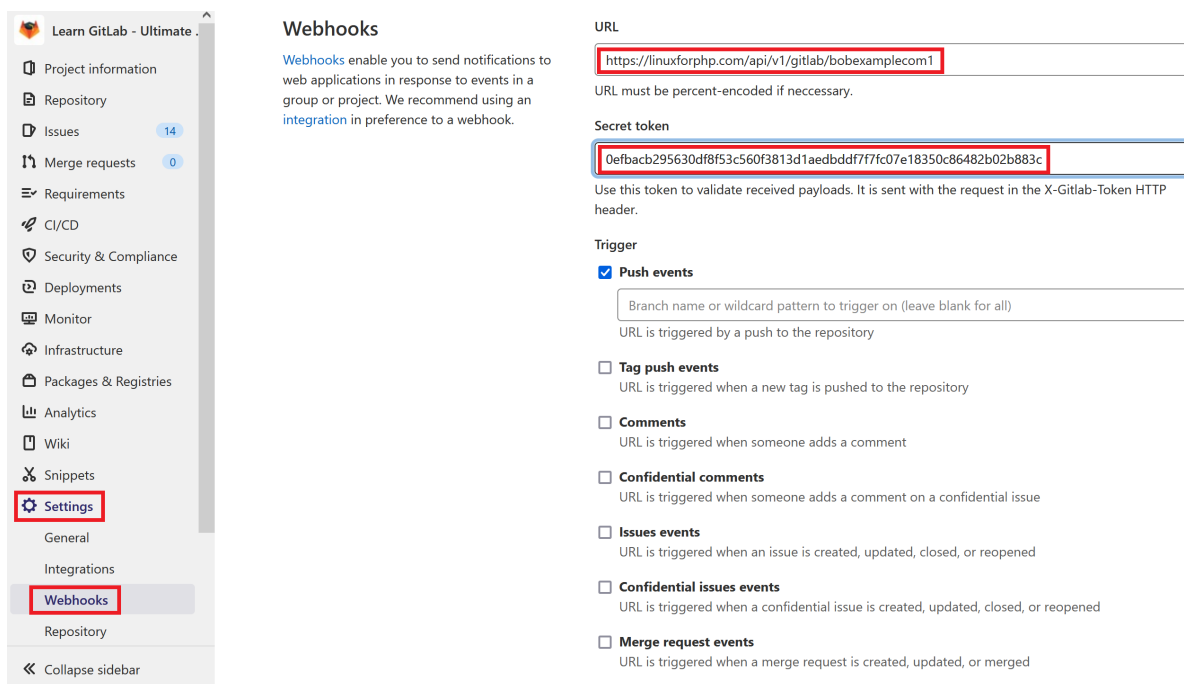 Learn GitLab - Ultimate .
Project information
Repository
Issues 14
Merge requests 0
Requirements
CI/CD
Security & Compliance
Deployments
Monitor
Infrastructure
Packages & Registries
Analytics
Wiki
Snippets
Settings
General
Integrations
Webhooks
Repository
Collapse sidebar
Webhooks
Webhooks enable you to send notifications to
web applications in response to events in a
group or project. We recommend using an
integration in preference to a webhook.
URL
https://linuxforphp.com/api/v1/gitlab/bobexamplecom1
URL must be percent-encoded if neccessary.
Secret token
0efbacb295630df8f53c560f3813d1aedbddf7f7fc07e18350c86482b02b883c
Use this token to validate received payloads. It is sent with the request in the X-Gitlab-Token HTTP
header.
Trigger
Push events
Branch name or wildcard pattern to trigger on (leave blank for all)
URL is triggered by a push to the repository
Tag push events
URL is triggered when a new tag is pushed to the repository
Comments
URL is triggered when someone adds a comment
Confidential comments
URL is triggered when someone adds a comment on a confidential issue
Issues events
URL is triggered when an issue is created, updated, closed, or reopened
Confidential issues events
URL is triggered when a confidential issue is created, updated, closed, or reopened
Merge request events
URL is triggered when a merge request is created, updated, or merged